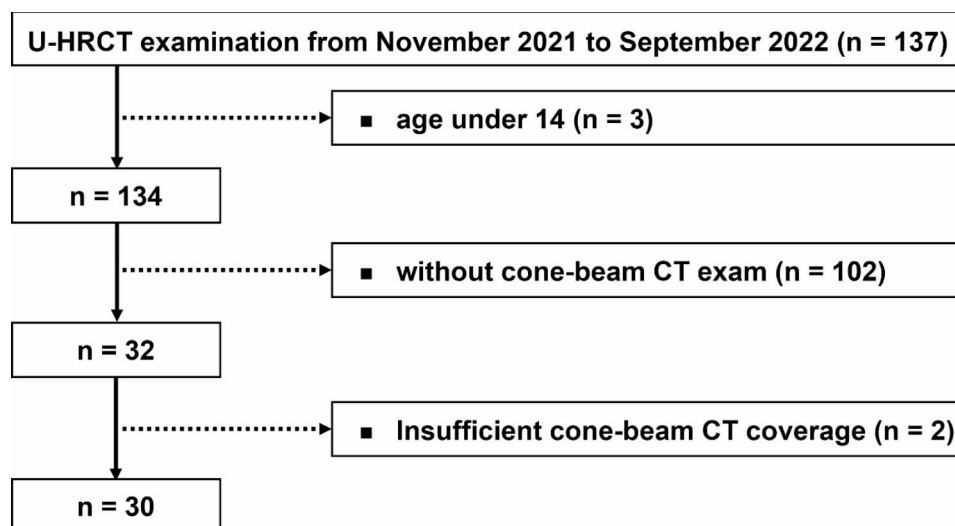 U-HRCT examination from November 2021 to September 2022 (n = 137)
▪ age under 14 (n = 3)
n = 134
▪ without cone-beam CT exam (n = 102)
n = 32
▪ Insufficient cone-beam CT coverage (n = 2)
n = 30